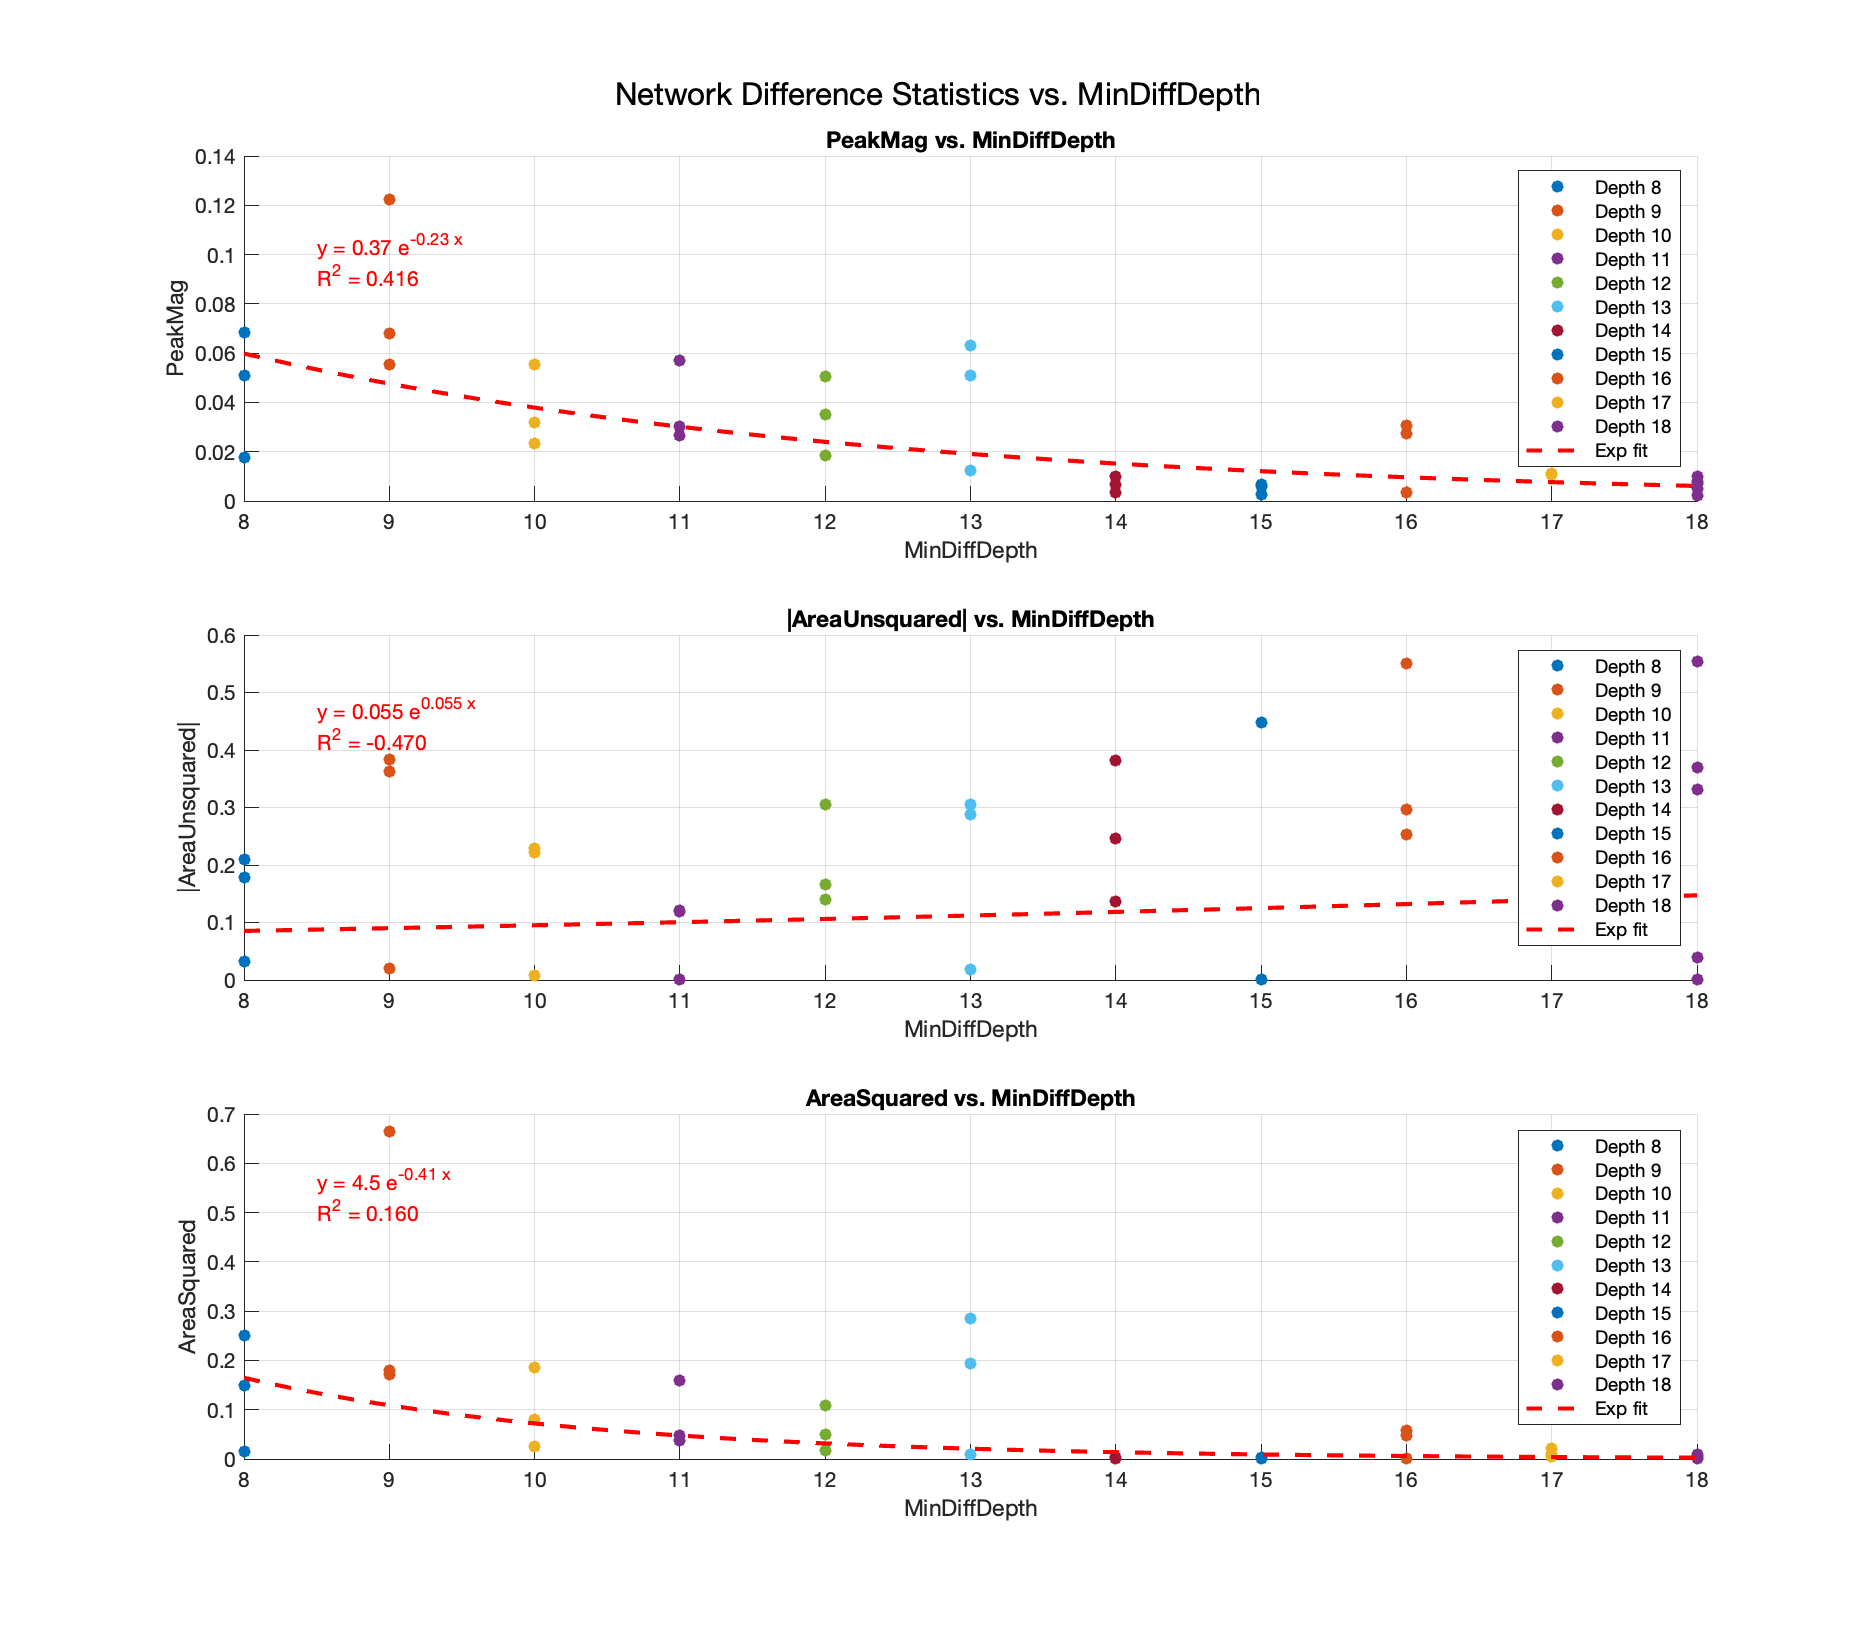 Network Difference Statistics vs. MinDiffDepth
PeakMag vs. MinDiffDepth
0.14
0.12
0.1
0.08
0.06
0.04
0.02
0
PeakMag
y = 0.37 e^-0.23 x
R^2 = 0.416
Depth 8
Depth 9
Depth 10
Depth 11
Depth 12
Depth 13
Depth 14
Depth 15
Depth 16
Depth 17
Depth 18
Exp fit
8 9 10 11 12 13 14 15 16 17 18
MinDiffDepth
|AreaUnsquared| vs. MinDiffDepth
0.6
0.5
0.4
0.3
0.2
0.1
0
|AreaUnsquared|
y = 0.055 e^0.055 x
R^2 = -0.470
Depth 8
Depth 9
Depth 10
Depth 11
Depth 12
Depth 13
Depth 14
Depth 15
Depth 16
Depth 17
Depth 18
Exp fit
8 9 10 11 12 13 14 15 16 17 18
MinDiffDepth
AreaSquared vs. MinDiffDepth
0.7
0.6
0.5
0.4
0.3
0.2
0.1
0
AreaSquared
y = 4.5 e^-0.41 x
R^2 = 0.160
Depth 8
Depth 9
Depth 10
Depth 11
Depth 12
Depth 13
Depth 14
Depth 15
Depth 16
Depth 17
Depth 18
Exp fit
8 9 10 11 12 13 14 15 16 17 18
MinDiffDepth